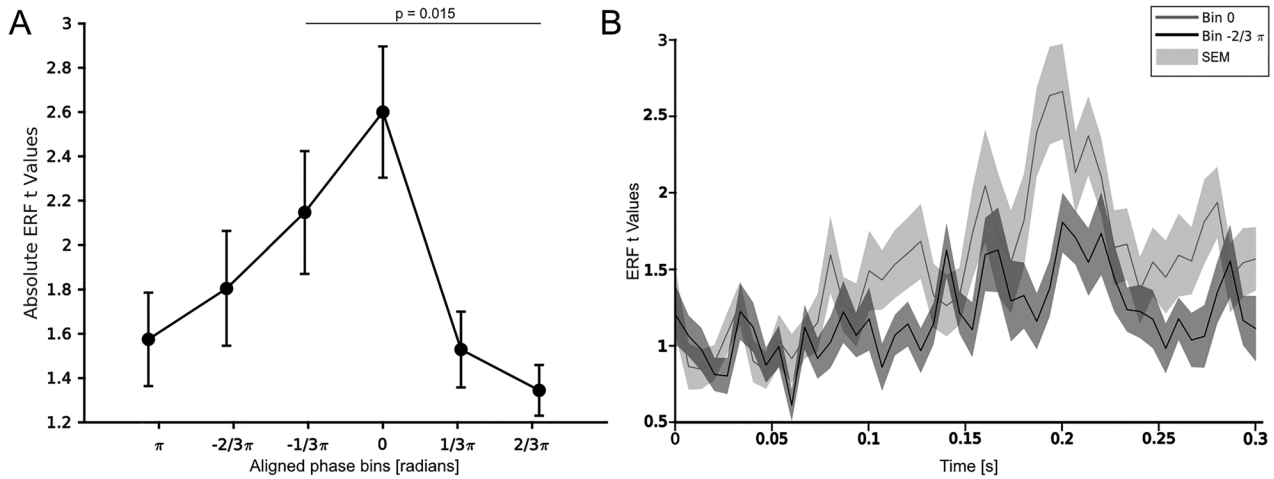 A
p = 0.015
3
2.8
2.6
2.4
2.2
2
1.8
1.6
1.4
1.2
Absolute ERF t Values
π
-2/3π
-1/3π
0
1/3π
2/3π
Aligned phase bins [radians]
B
Bin 0
Bin -2/3 π
SEM
3
2.5
2
1.5
1
0.5
ERF t Values
0
0.05
0.1
0.15
0.2
0.25
0.3
Time [s]